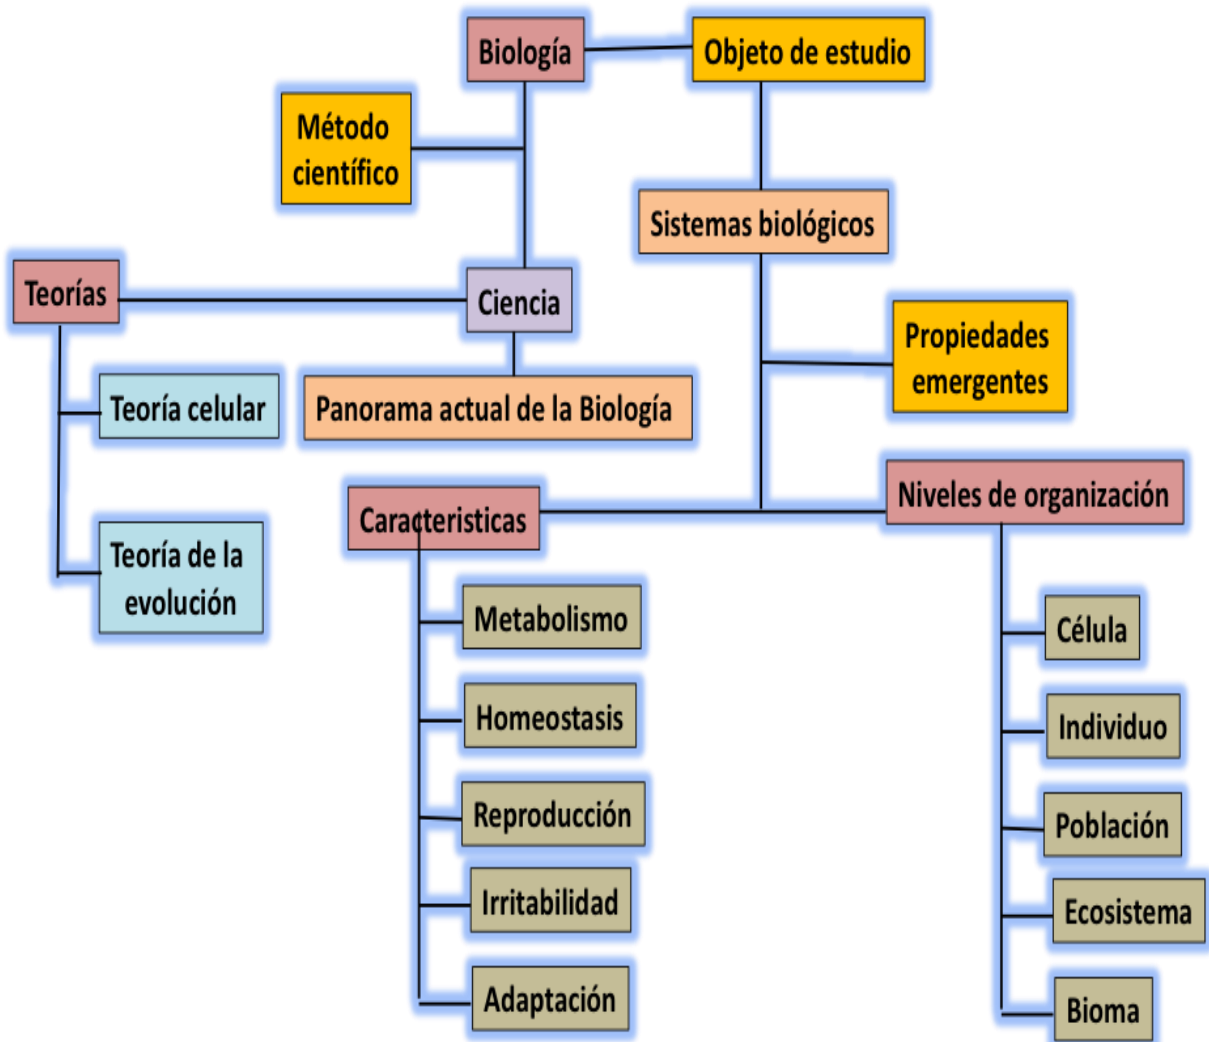 Biología
Objeto de estudio
Método
científico
Sistemas biológicos
Teorías
Ciencia
Propiedades
emergentes
Teoría celular
Panorama actual de la Biología
Niveles de organización
Caracteristicas
Teoría de la
evolución
Metabolismo
Célula
Homeostasis
Individuo
Reproducción
Población
Irritabilidad
Ecosistema
Adaptación
Bioma